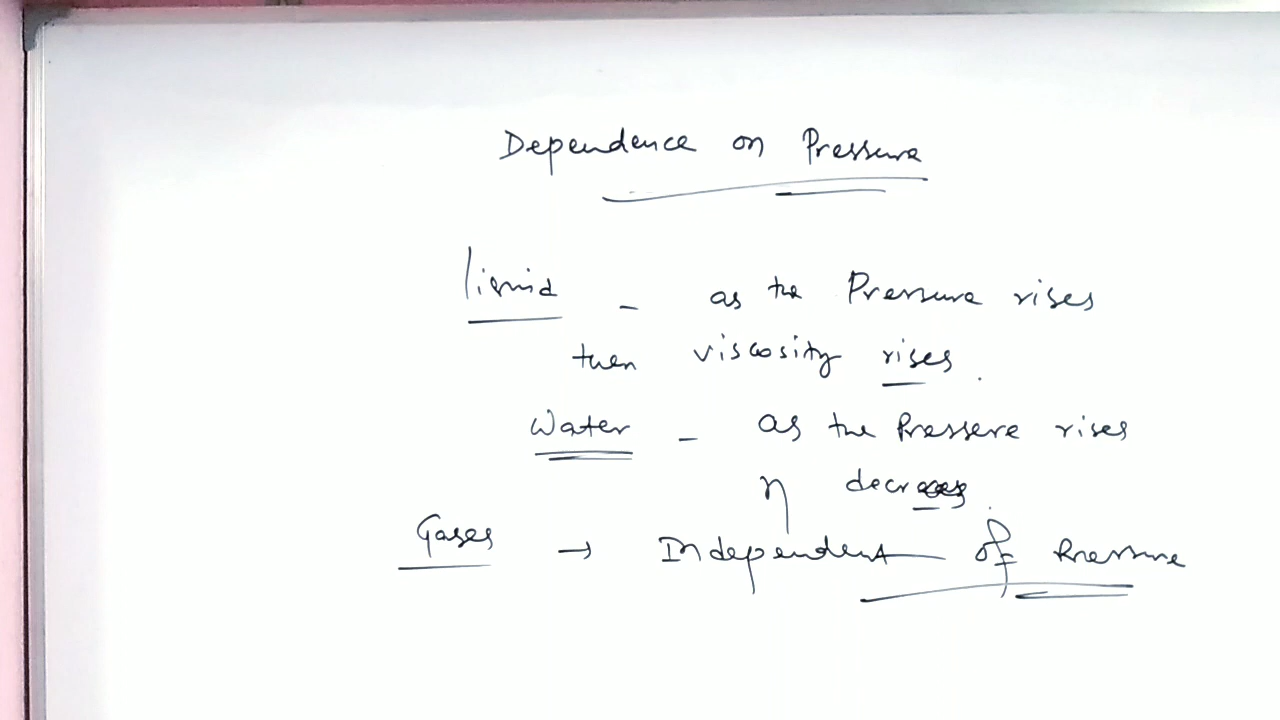 Dependence on Pressure
liquid - as the Pressure rises
then viscosity rises.
Water - as the Pressere rises
η decreases.
Gases → Independent of Pressure